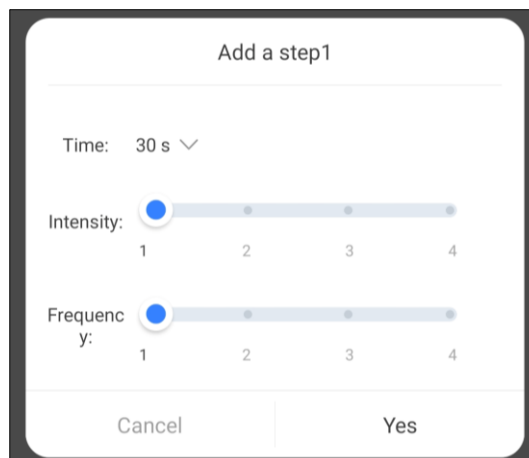 Add a step1
Time: 30 s
Intensity:
1 2 3 4
Frequenc
y:
1 2 3 4
Cancel Yes